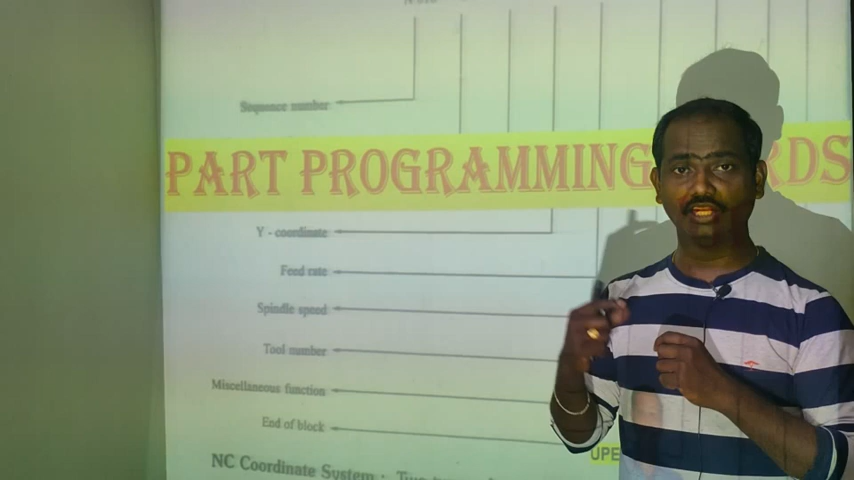 Sequence number
PART PROGRAMMING
Y - coordinate
Feed rate
Spindle speed
Tool number
Miscellaneous function
End of block
UPE
NC Coordinate System :